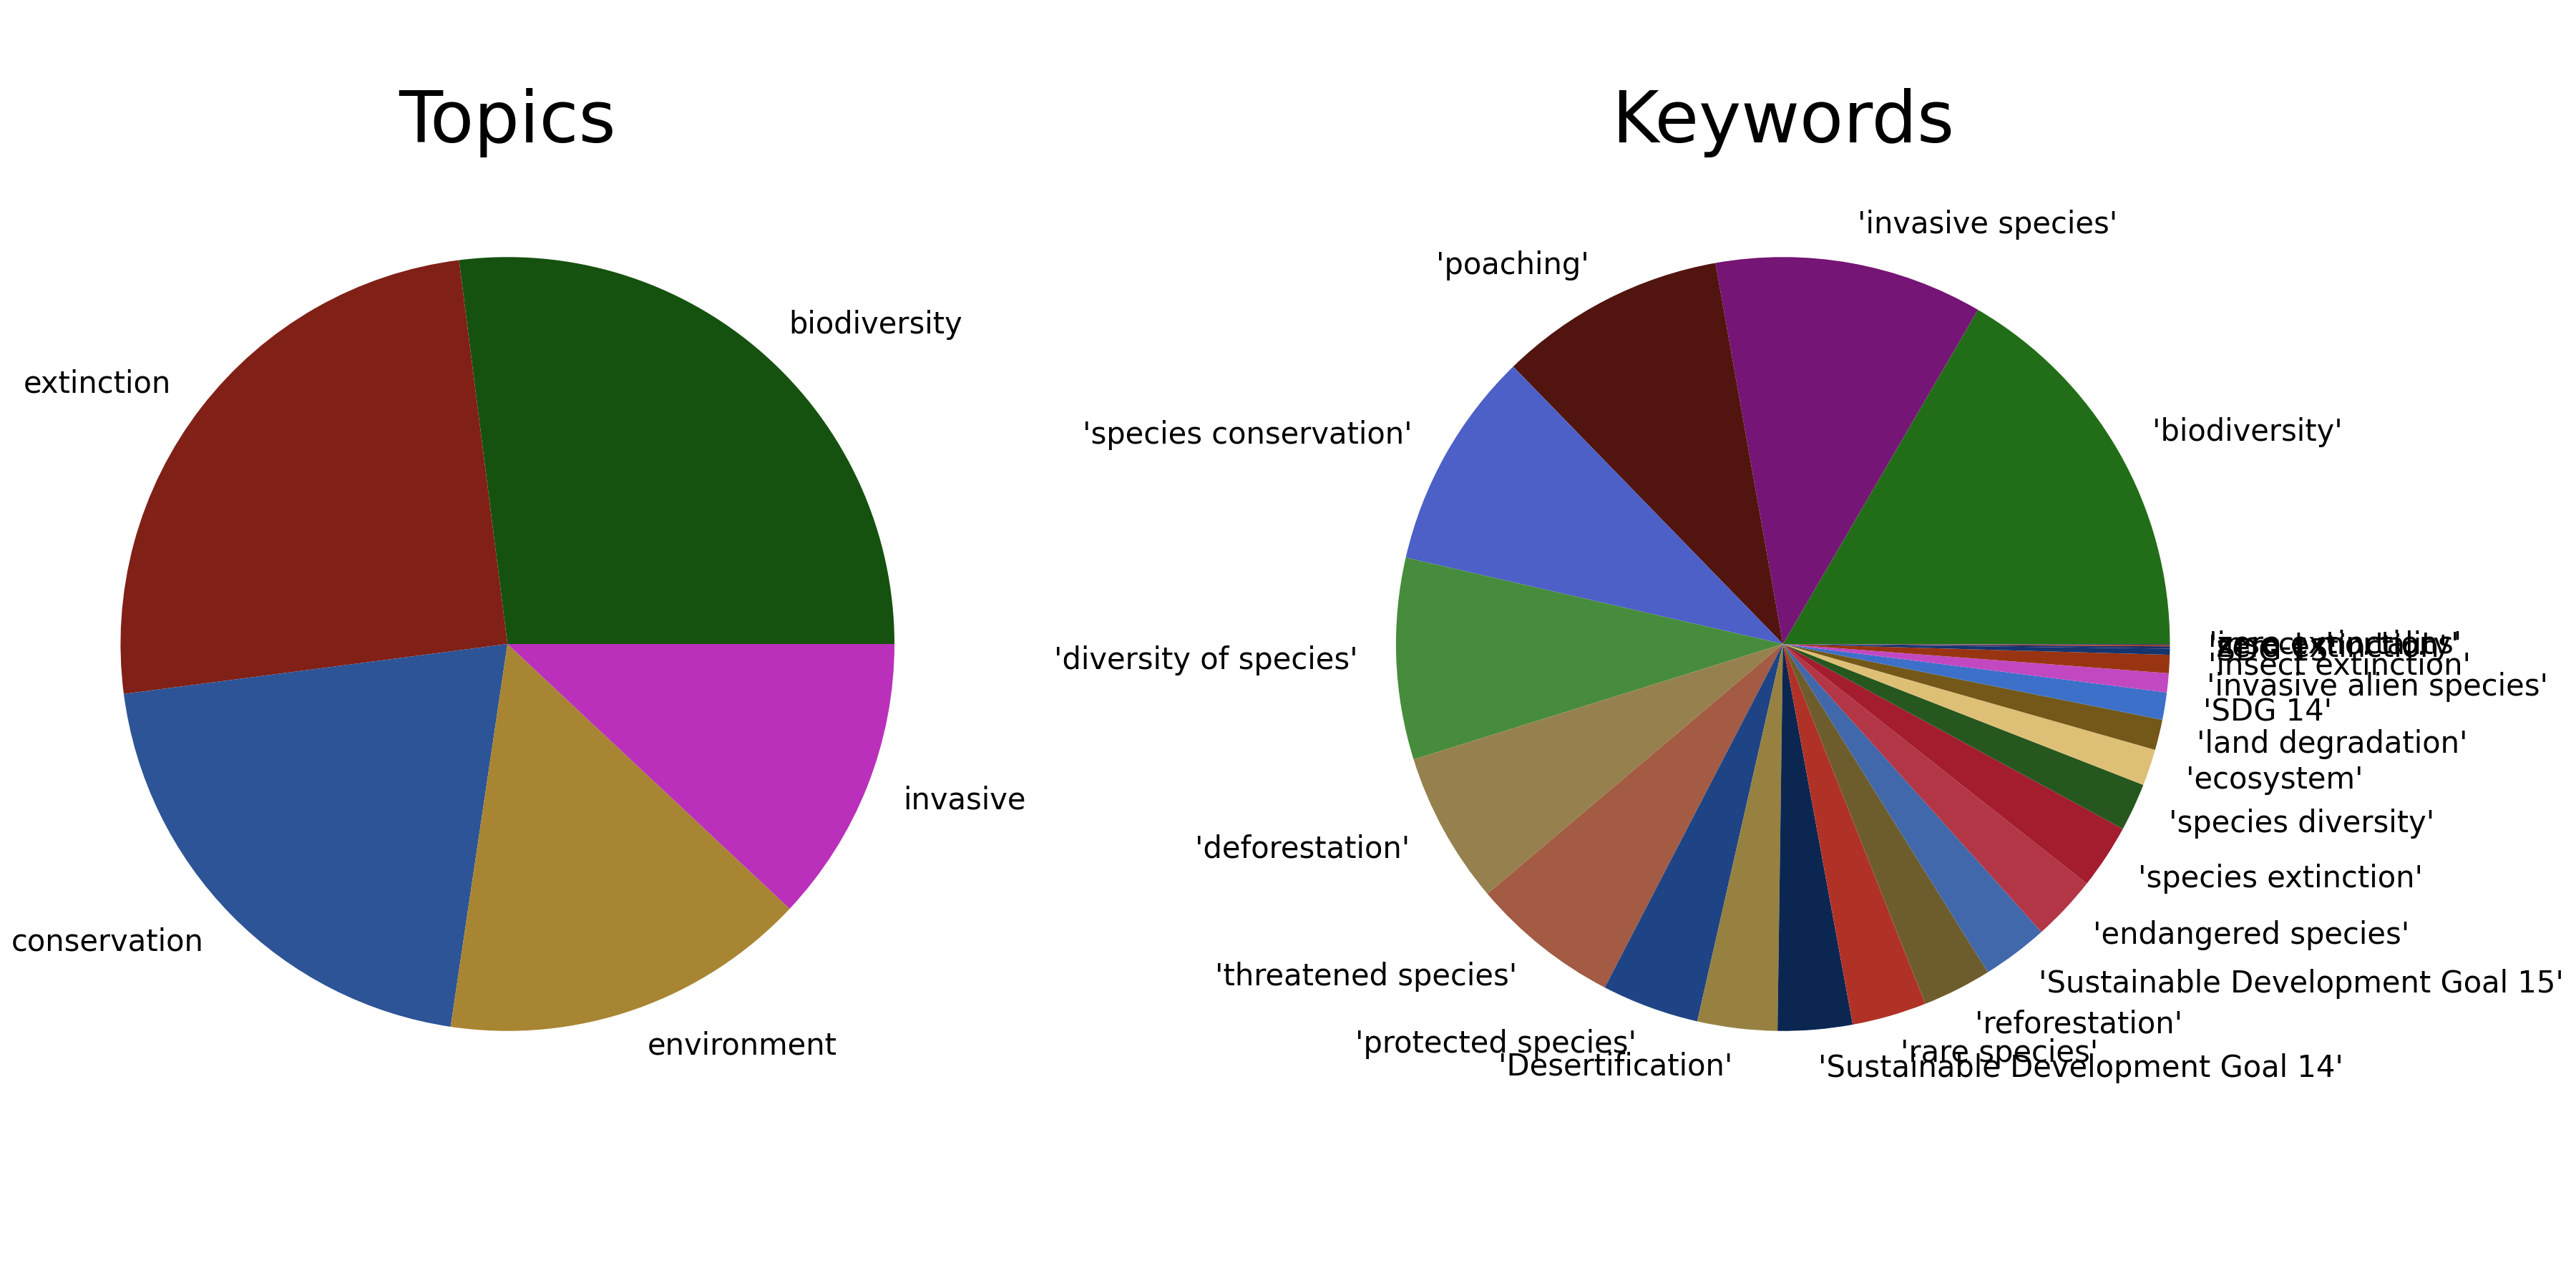 Topics
biodiversity
extinction
conservation
environment
invasive
Keywords
'biodiversity'
'invasive species'
'poaching'
'species conservation'
'diversity of species'
'deforestation'
'threatened species'
'protected species'
'Desertification'
'Sustainable Development Goal 14'
'rare species'
'reforestation'
'Sustainable Development Goal 15'
'endangered species'
'species extinction'
'species diversity'
'ecosystem'
'land degradation'
'SDG 14'
'invasive alien species'
'insect extinction'
'SDG 15'